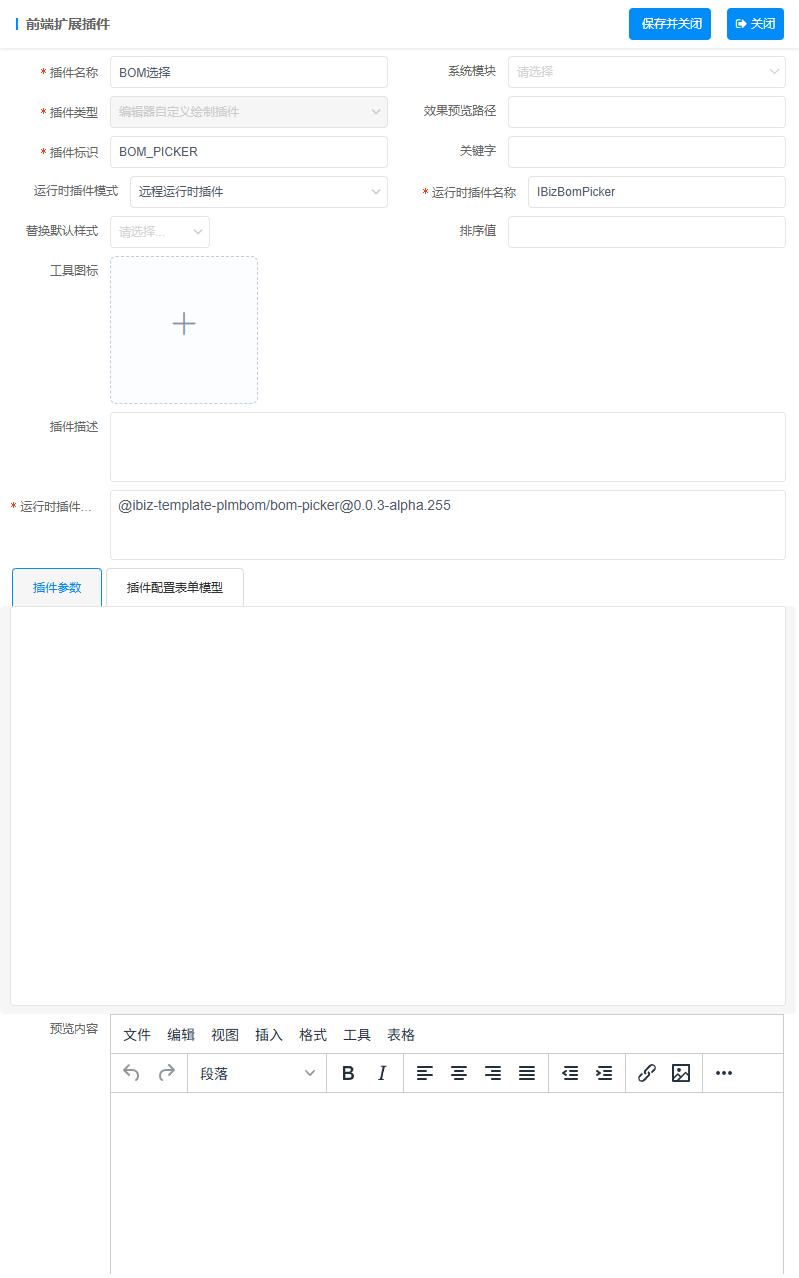 前端扩展插件
保存并关闭
关闭
* 插件名称 BOM选择
系统模块 请选择
* 插件类型 编辑器自定义绘制插件
效果预览路径
* 插件标识 BOM_PICKER
关键字
运行时插件模式 远程运行时插件
* 运行时插件名称 IBizBomPicker
替换默认样式 请选择...
排序值
工具图标
插件描述
* 运行时插件... @ibiz-template-plmbom/bom-picker@0.0.3-alpha.255
插件参数 插件配置表单模型
预览内容
文件 编辑 视图 插入 格式 工具 表格
段落 B I